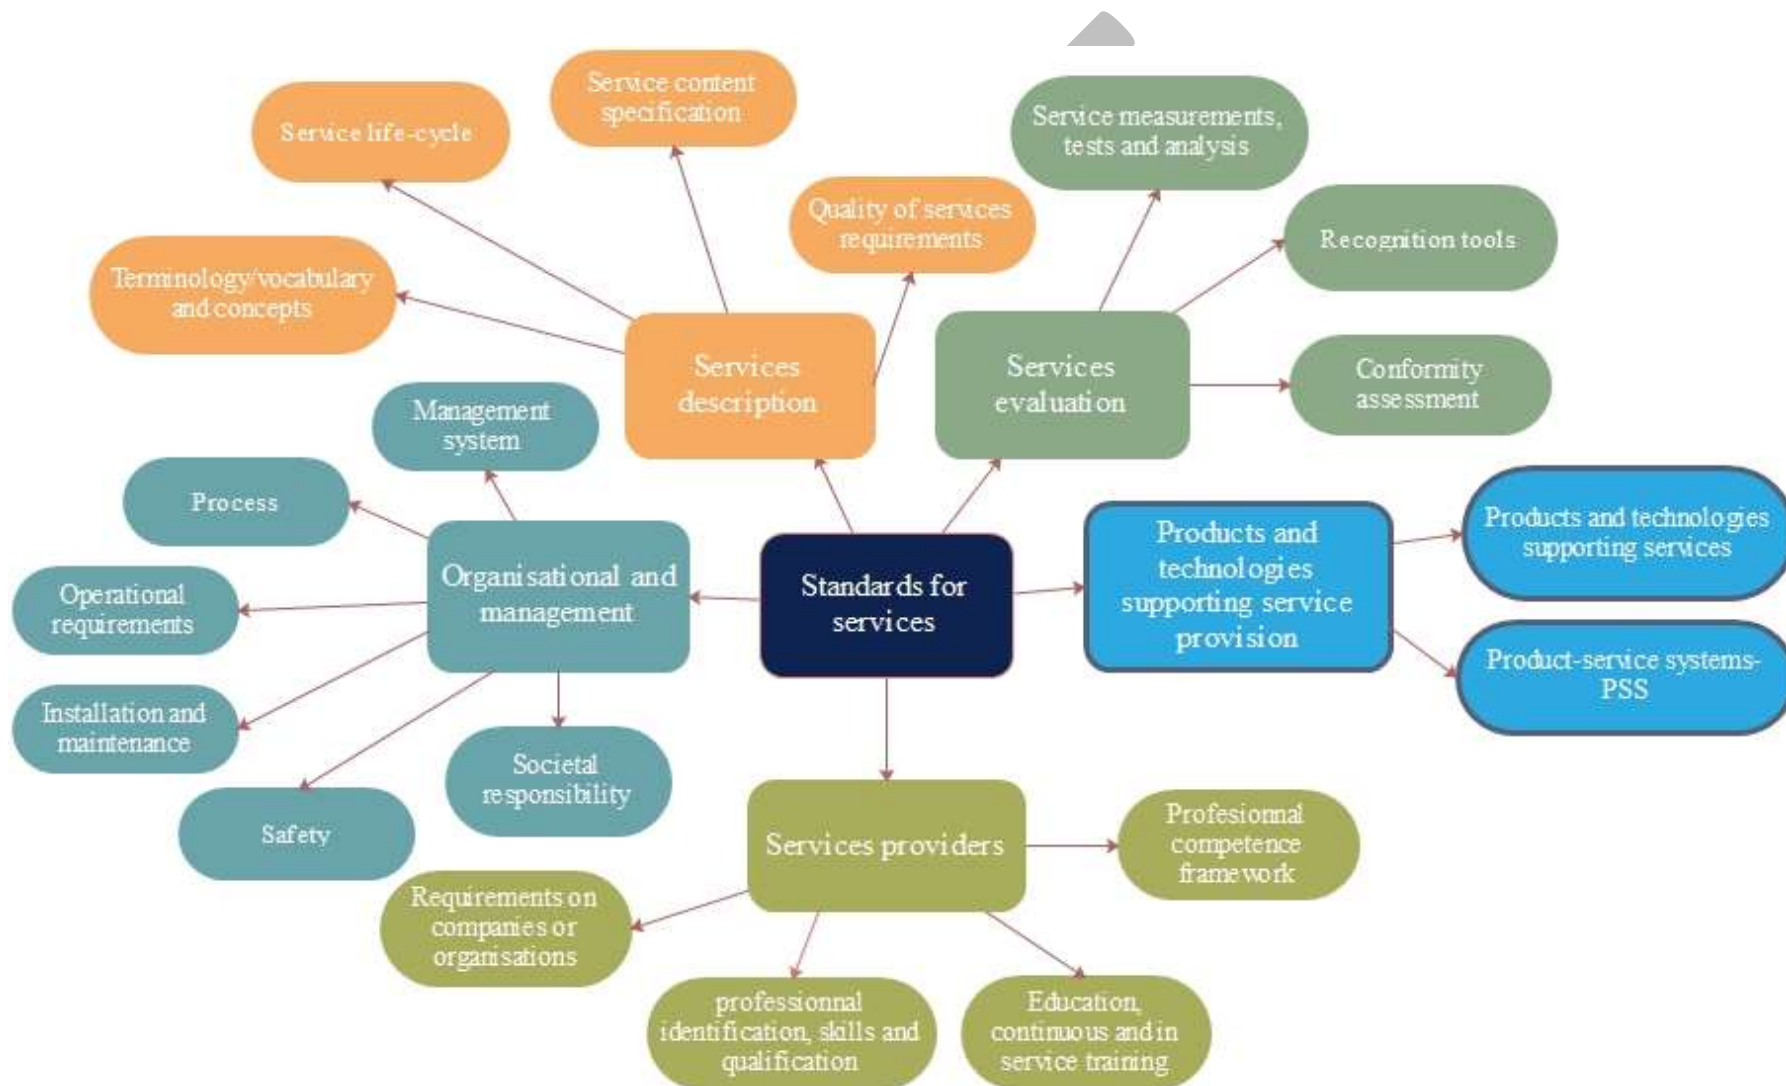 Service content
specification
Service life-cycle
Service measurements,
tests and analysis
Quality of services
requirements
Recognition tools
Terminology/vocabulary
and concepts
Services
description
Services
evaluation
Conformity
assessment
Management
system
Process
Products and technologies
supporting services
Products and
technologies
supporting service
provision
Organisational and
management
Standards for
services
Operational
requirements
Product-service systems-
PSS
Installation and
maintenance
Societal
responsibility
Safety
Services providers
Profesionnal
competence
framework
Requirements on
companies or
organisations
professionnal
identification, skills and
qualification
Education,
continuous and in
service training